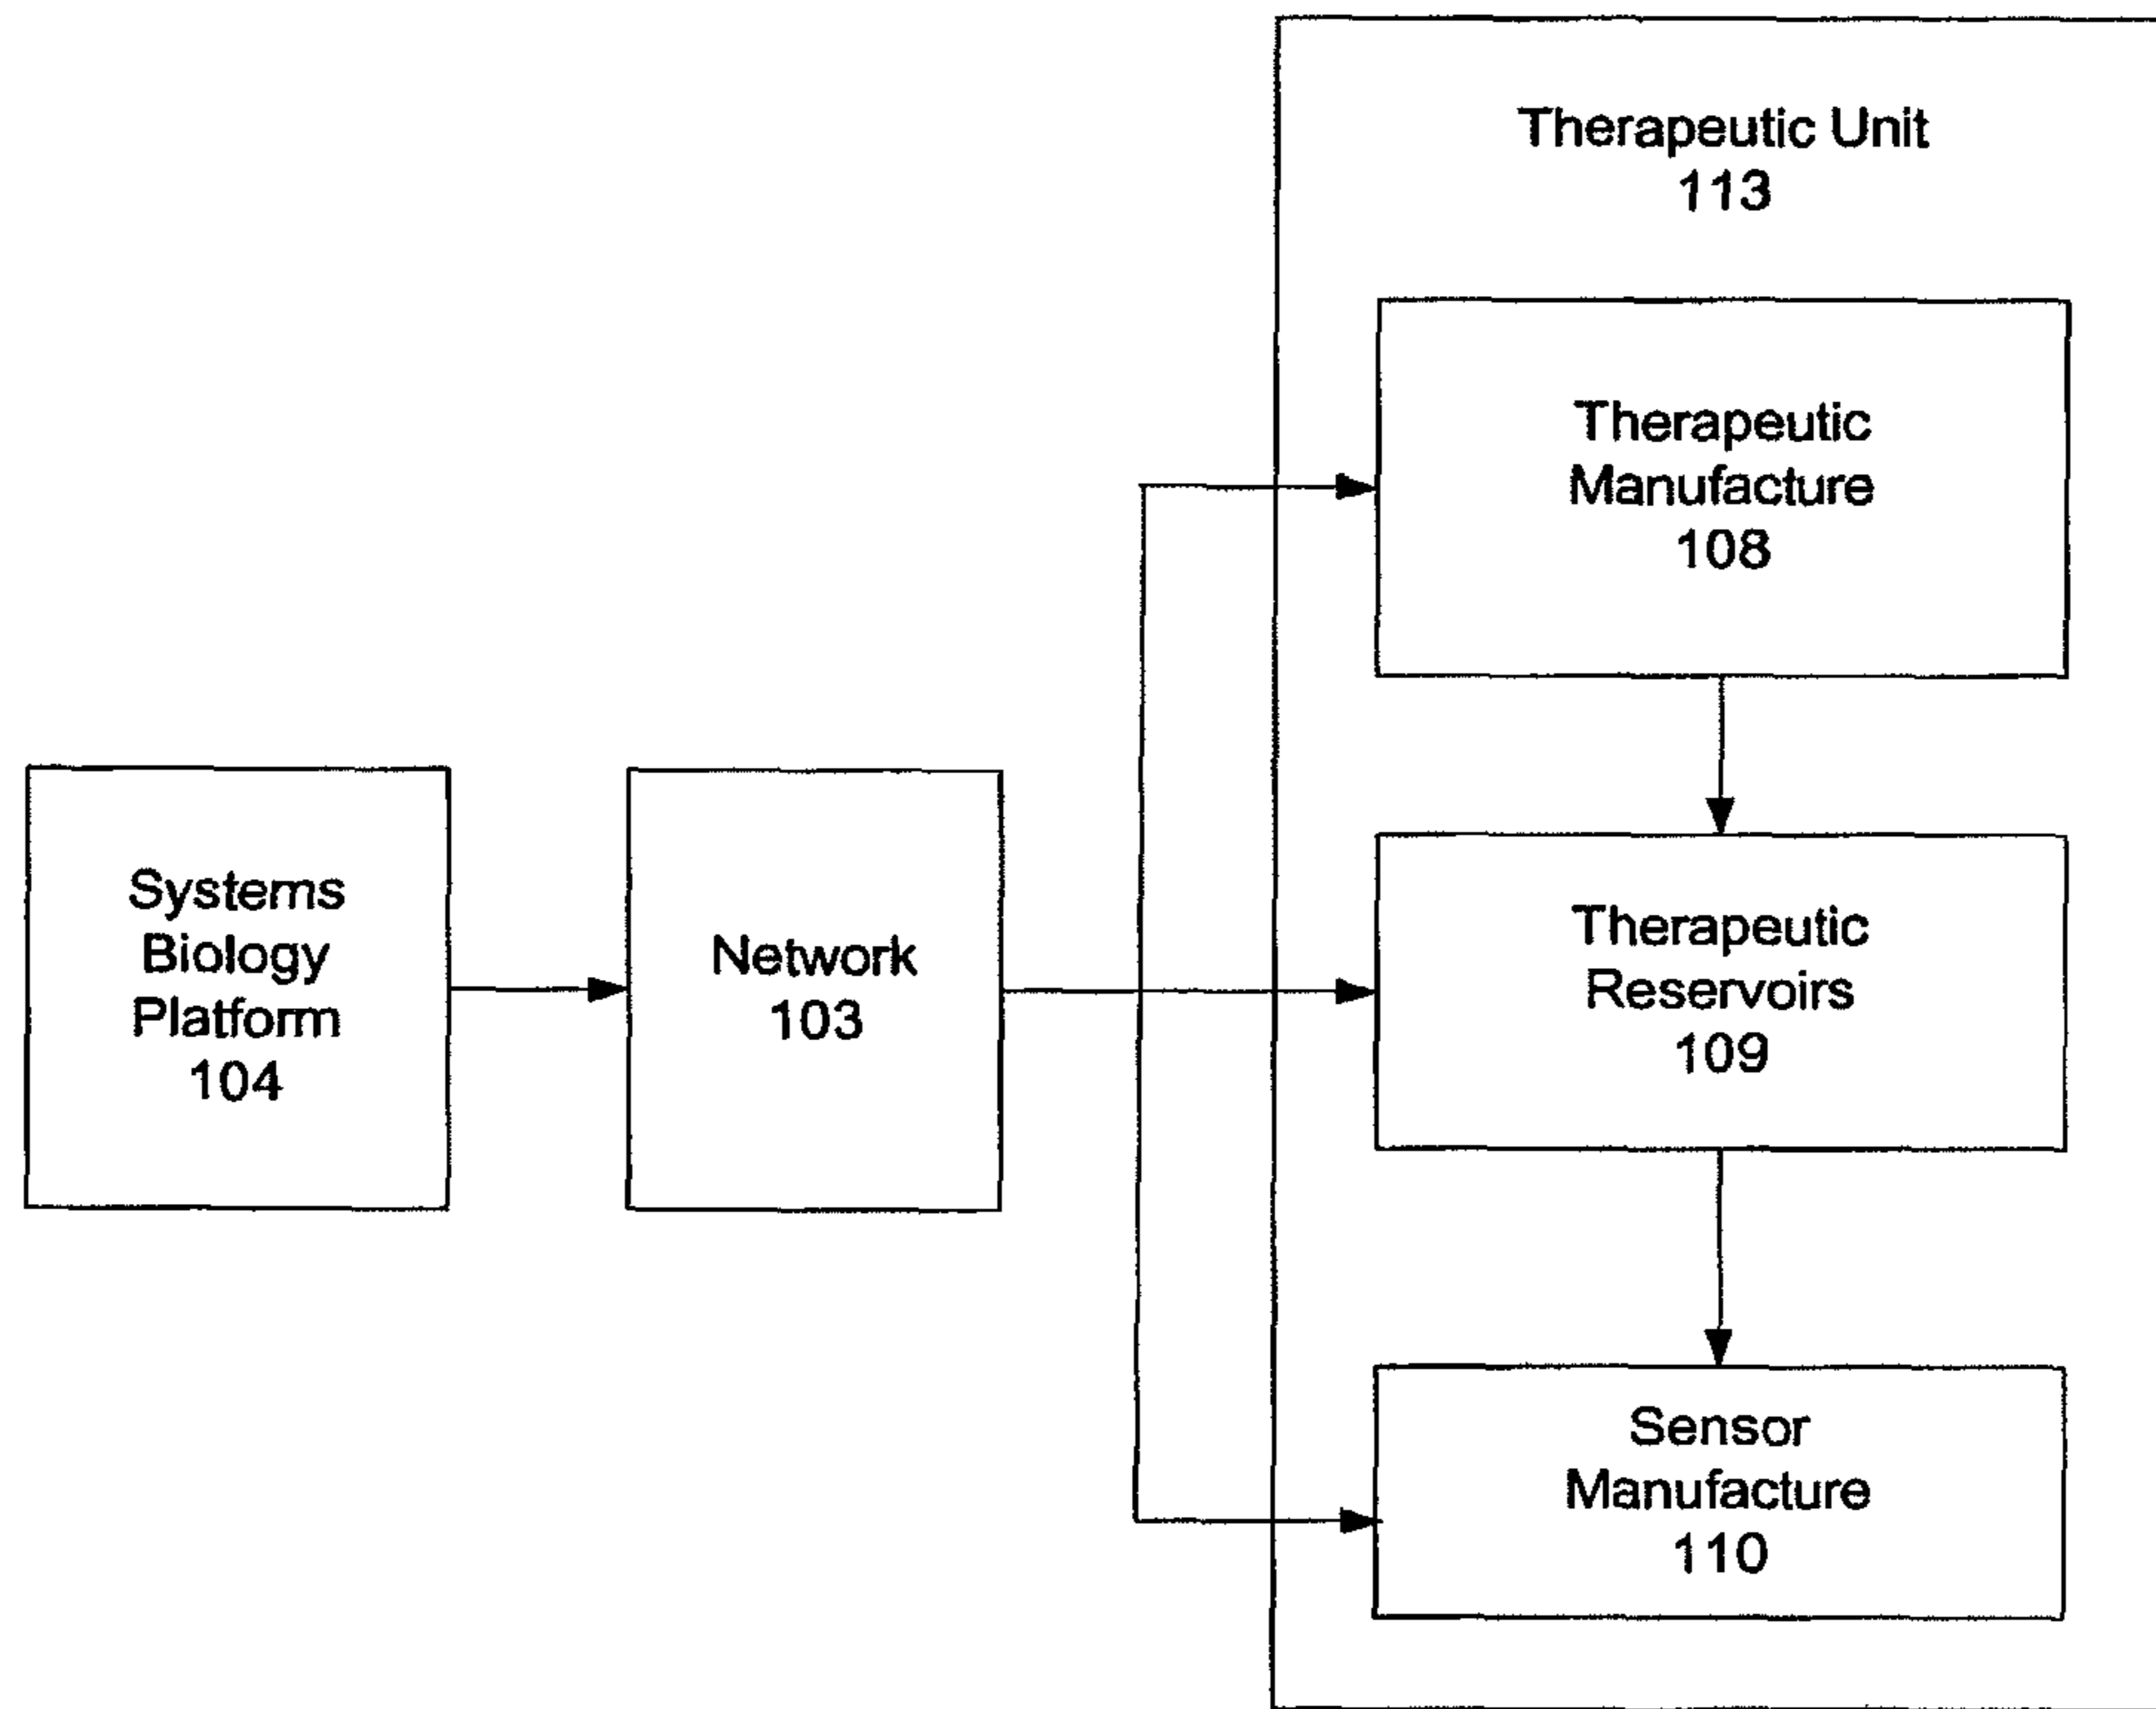 Therapeutic Unit
113
Therapeutic
Manufacture
108
Systems
Biology
Platform
104
Network
103
Therapeutic
Reservoirs
109
Sensor
Manufacture
110